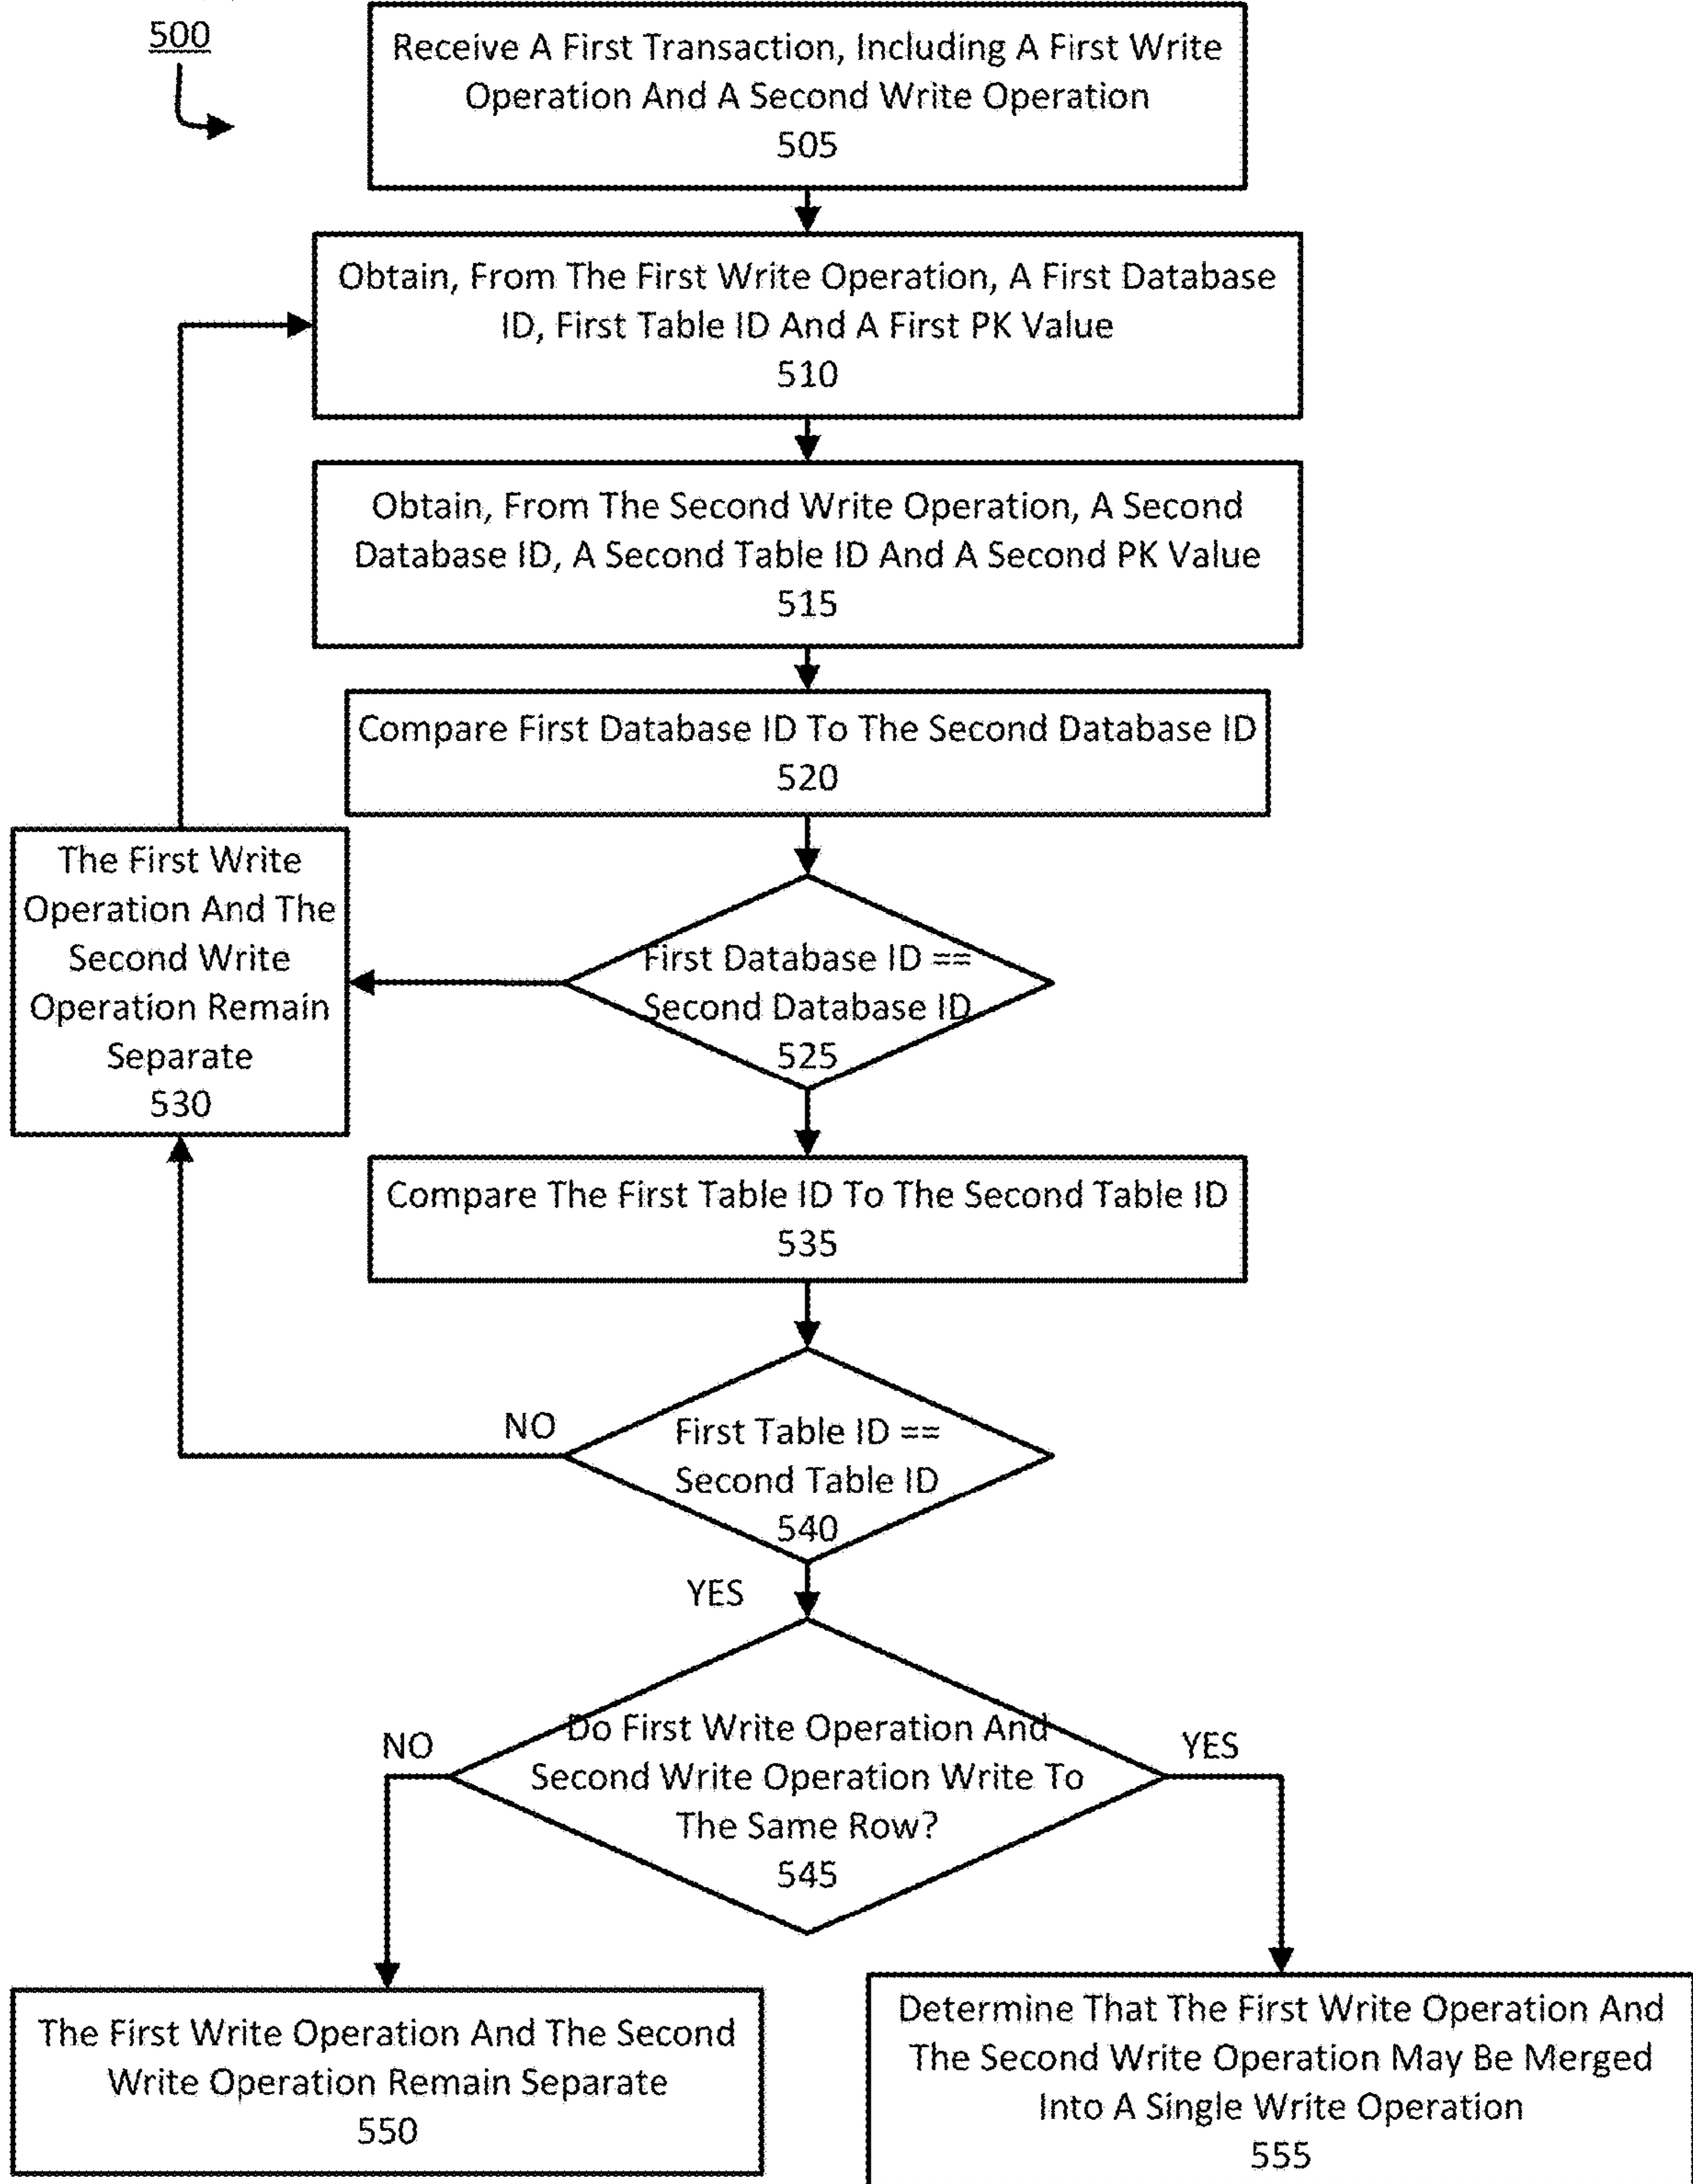 500
Receive A First Transaction, Including A First Write
Operation And A Second Write Operation
505
Obtain, From The First Write Operation, A First Database
ID, First Table ID And A First PK Value
510
Obtain, From The Second Write Operation, A Second
Database ID, A Second Table ID And A Second PK Value
515
Compare First Database ID To The Second Database ID
520
The First Write
Operation And The
Second Write
Operation Remain
Separate
530
First Database ID ==
Second Database ID
525
Compare The First Table ID To The Second Table ID
535
NO
First Table ID ==
Second Table ID
540
YES
NO
Do First Write Operation And
Second Write Operation Write To
The Same Row?
545
YES
The First Write Operation And The Second
Write Operation Remain Separate
550
Determine That The First Write Operation And
The Second Write Operation May Be Merged
Into A Single Write Operation
555